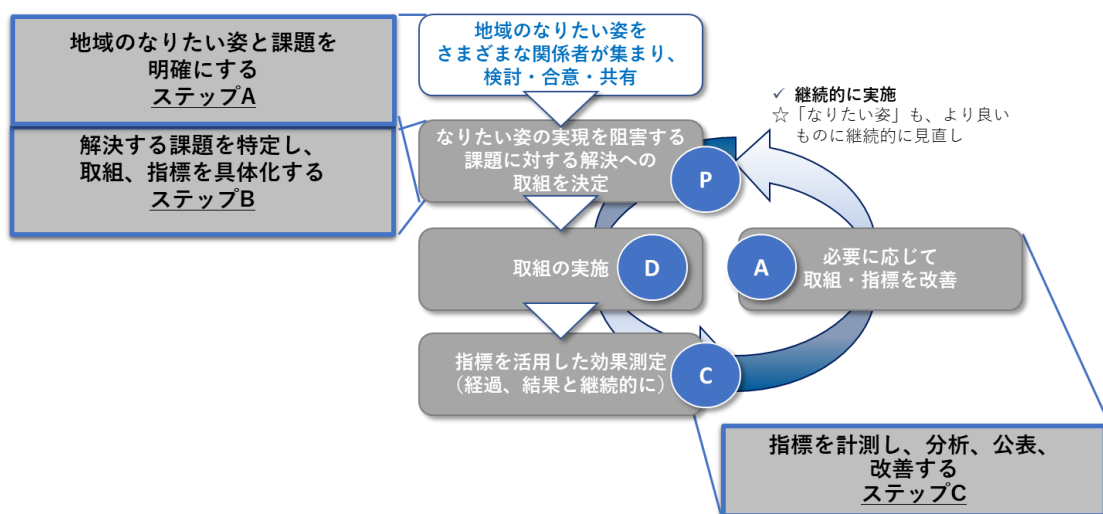 地域のなりたい姿と課題を
明確にする
ステップA
解決する課題を特定し、
取組、指標を具体化する
ステップB
地域のなりたい姿を
さまざまな関係者が集まり、
検討・合意・共有
✓ 継続的に実施
☆「なりたい姿」も、より良い
ものに継続的に見直し
なりたい姿の実現を阻害する
課題に対する解決への
取組を決定
P
取組の実施
D
A
必要に応じて
取組・指標を改善
指標を活用した効果測定
（経過、結果と継続的に）
C
指標を計測し、分析、公表、
改善する
ステップC